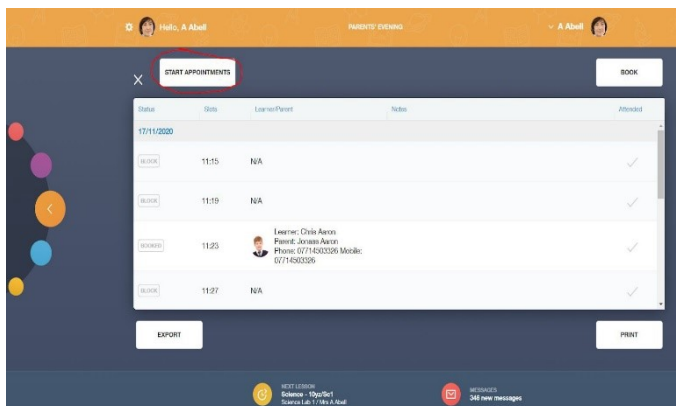 Hello, A Abell
PARENTS' EVENING
A Abell
START APPOINTMENTS
BOOK
Status Slots Learner/Parent Notes Attended
17/11/2020
BLOCK 11:15 N/A
BLOCK 11:19 N/A
Learner: Chris Aaron
Parent: Jonaas Aaron
BOOKED 11:23
Phone: 07714503326 Mobile:
07714503326
BLOCK 11:27 N/A
EXPORT
PRINT
NEXT LESSON
Science - 10yz/Sc1
Science Lab 1 / Mrs A Abell
MESSAGES
346 new messages